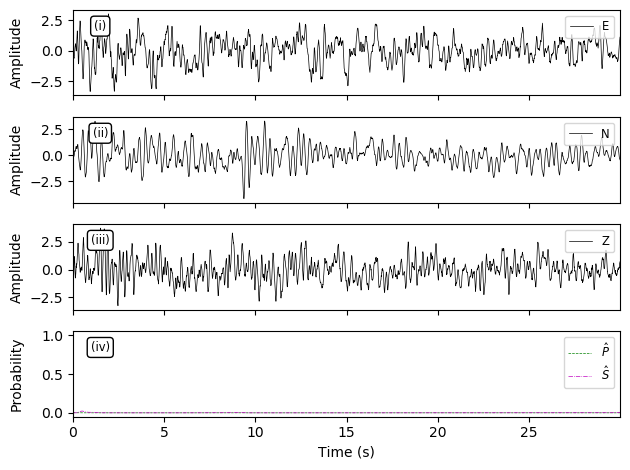 2.5
0.0
−2.5
Amplitude
(i)
E
2.5
0.0
−2.5
Amplitude
(ii)
N
2.5
0.0
−2.5
Amplitude
(iii)
Z
1.0
0.5
0.0
Probability
(iv)
P̂
Ŝ
0 5 10 15 20 25
Time (s)